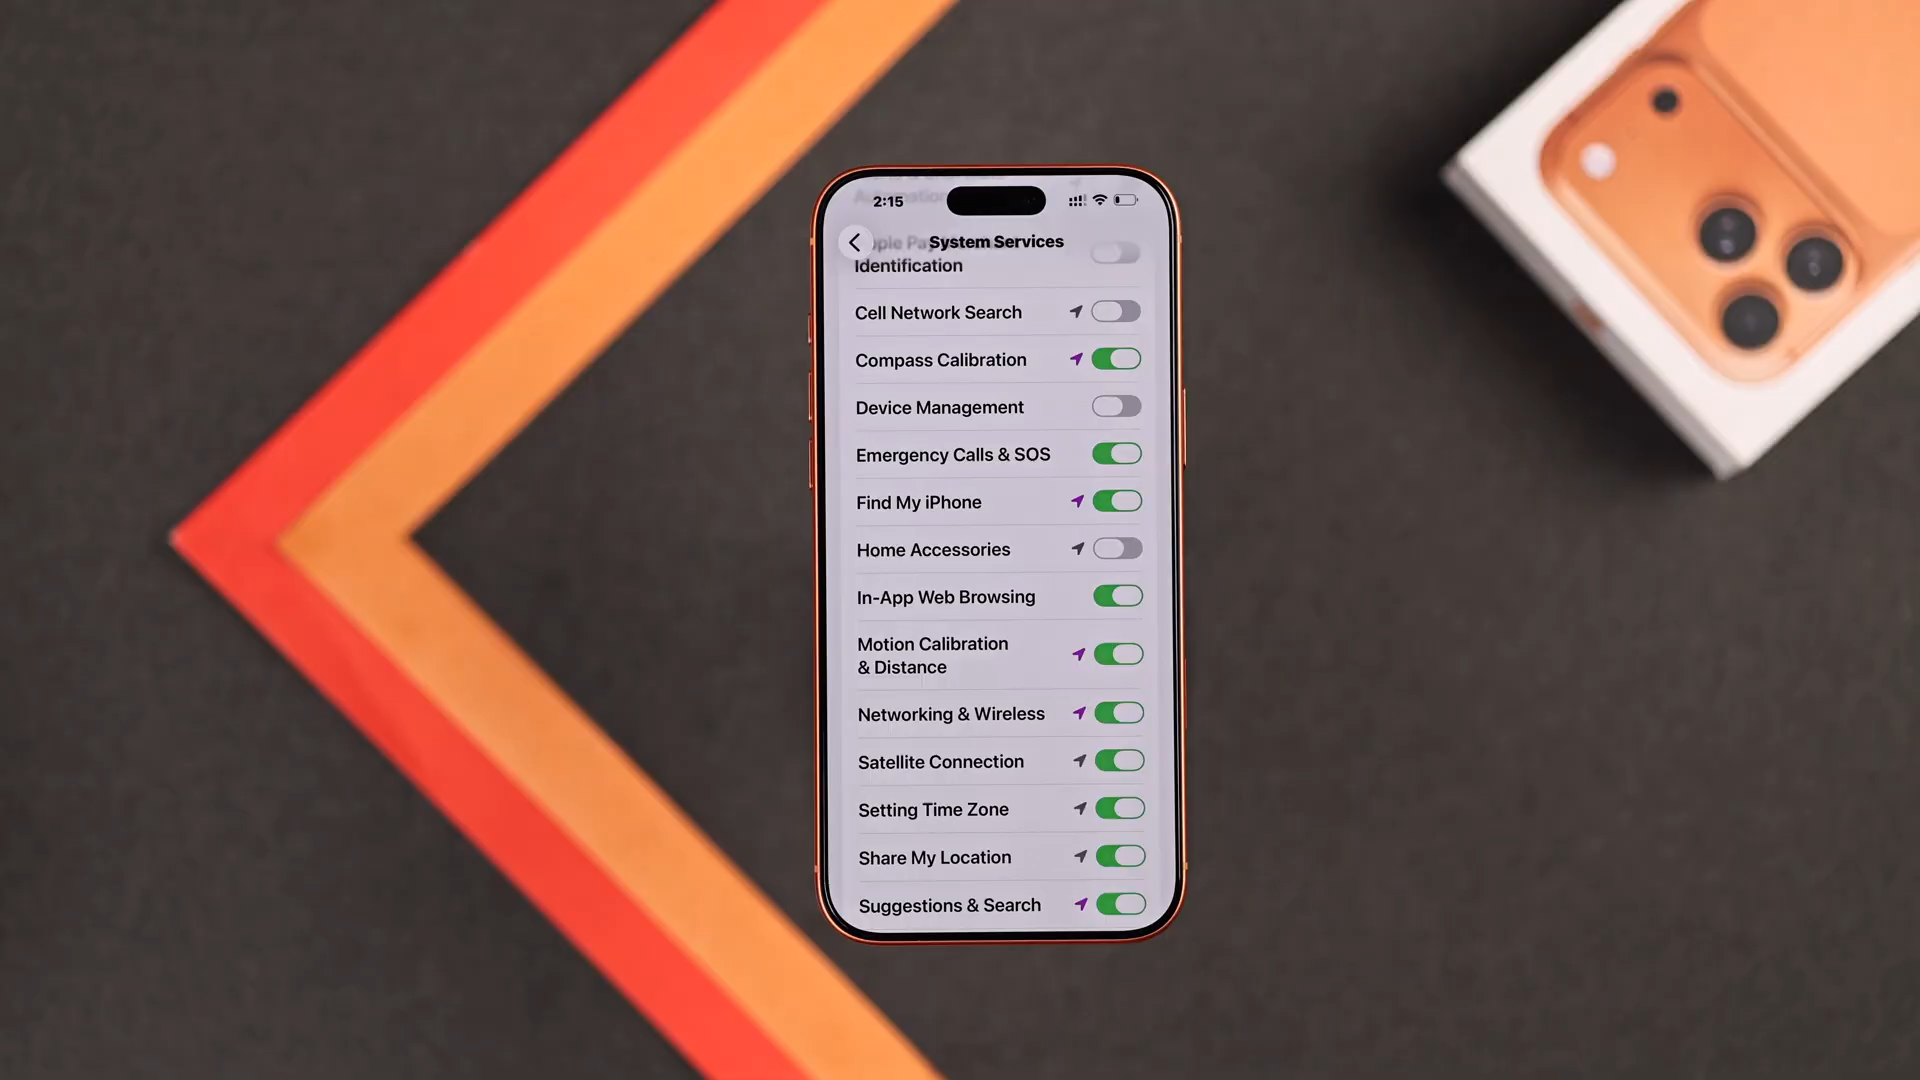 2:15
System Services
Identification
Cell Network Search
Compass Calibration
Device Management
Emergency Calls & SOS
Find My iPhone
Home Accessories
In-App Web Browsing
Motion Calibration
& Distance
Networking & Wireless
Satellite Connection
Setting Time Zone
Share My Location
Suggestions & Search